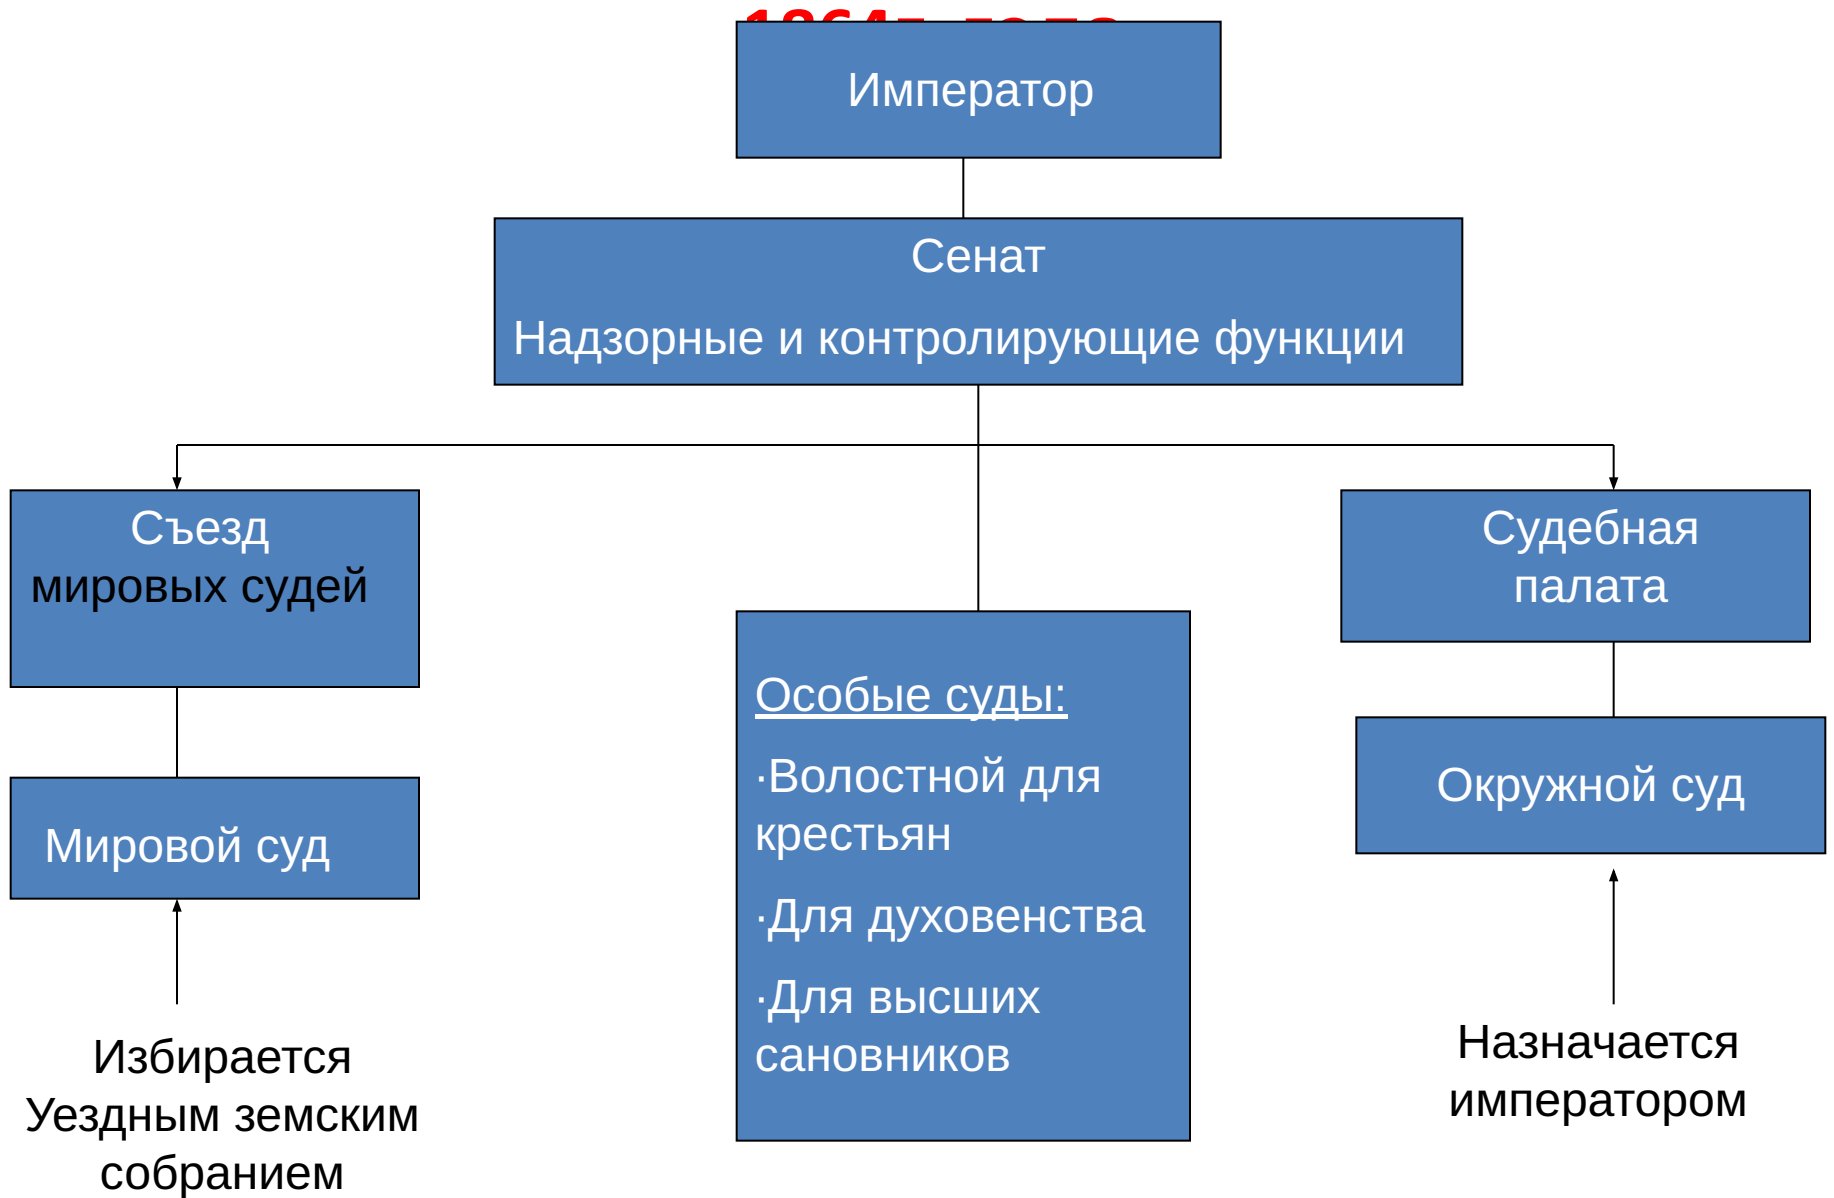 Император
Сенат
Надзорные и контролирующие функции
Съезд
мировых судей
Судебная
палата
Особые суды:
·Волостной для
крестьян
·Для духовенства
·Для высших
сановников
Мировой суд
Окружной суд
Избирается
Уездным земским
собранием
Назначается
императором